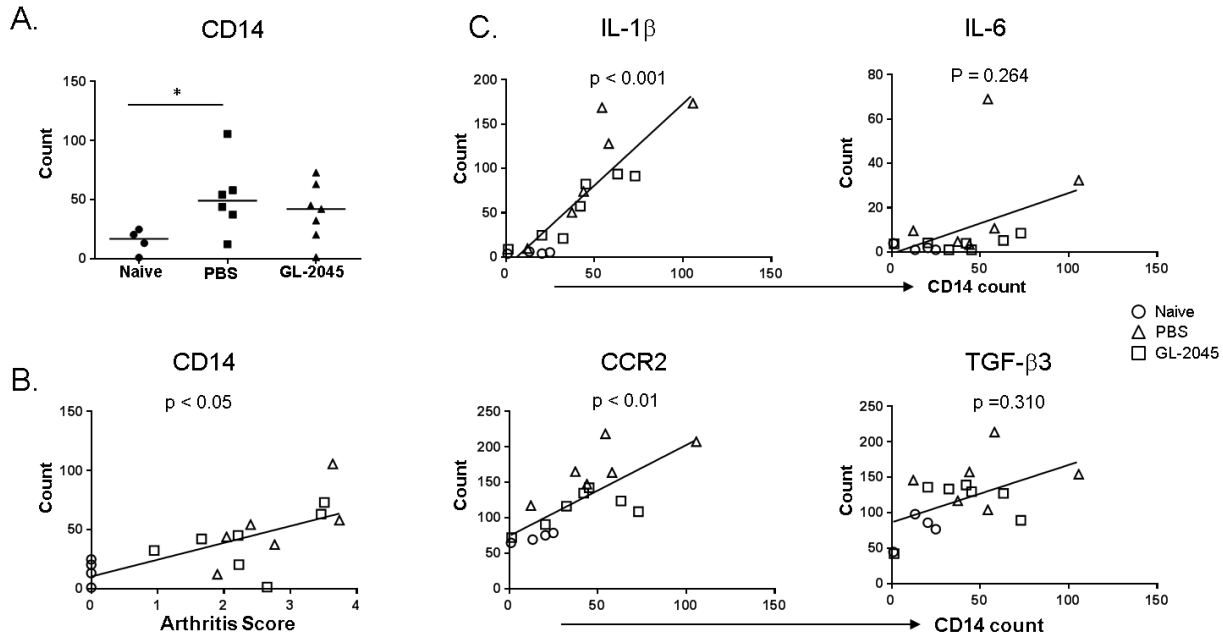 A.
CD14
150
100
50
0
Count
*
Naive PBS GL-2045
B.
CD14
p < 0.05
150
100
50
0
Count
0 1 2 3 4
Arthritis Score
C.
IL-1β
p < 0.001
200
150
100
50
0
Count
0 50 100 150
IL-6
P = 0.264
80
60
40
20
0
Count
0 50 100 150
CD14 count
Naive
PBS
GL-2045
CCR2
p < 0.01
250
200
150
100
50
0
Count
0 50 100 150
TGF-β3
p =0.310
250
200
150
100
50
0
Count
0 50 100 150
CD14 count